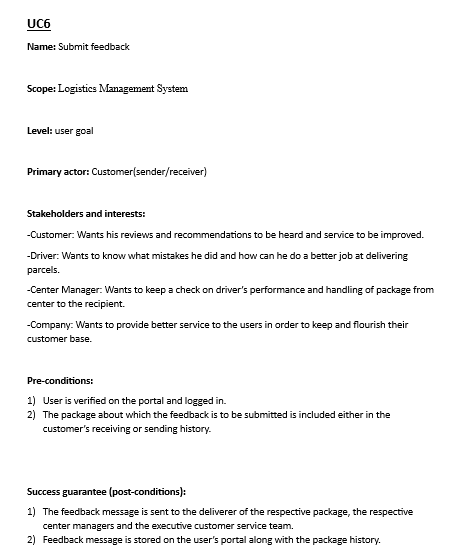 UC6
Name: Submit feedback
Scope: Logistics Management System
Level: user goal
Primary actor: Customer(sender/receiver)
Stakeholders and interests:
-Customer: Wants his reviews and recommendations to be heard and service to be improved.
-Driver: Wants to know what mistakes he did and how can he do a better job at delivering
parcels.
-Center Manager: Wants to keep a check on driver's performance and handling of package from
center to the recipient.
-Company: Wants to provide better service to the users in order to keep and flourish their
customer base.
Pre-conditions:
1) User is verified on the portal and logged in.
2) The package about which the feedback is to be submitted is included either in the
customer's receiving or sending history.
Success guarantee (post-conditions):
1) The feedback message is sent to the deliverer of the respective package, the respective
center managers and the executive customer service team.
2) Feedback message is stored on the user's portal along with the package history.